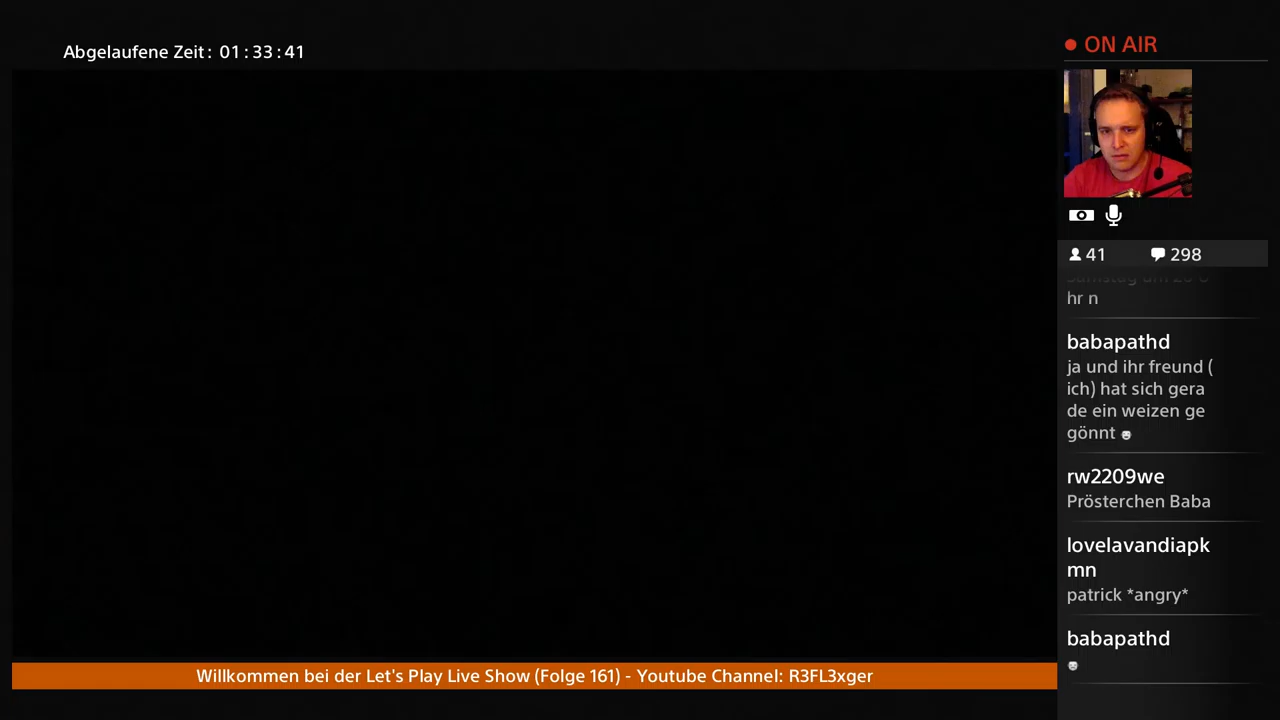 Abgelaufene Zeit: 01:33:41
ON AIR
41 298
hr n
babapathd
ja und ihr freund (
ich) hat sich gera
de ein weizen ge
gönnt
rw2209we
Prösterchen Baba
lovelavandiapk
mn
patrick *angry*
babapathd
Willkommen bei der Let's Play Live Show (Folge 161) - Youtube Channel: R3FL3xger